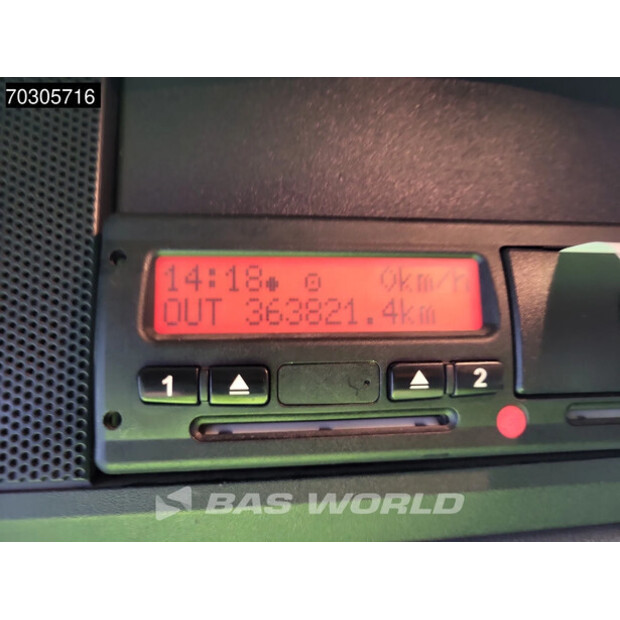 70305716
14:18 0km/h
OUT 363821.4km
1 2
BAS WORLD